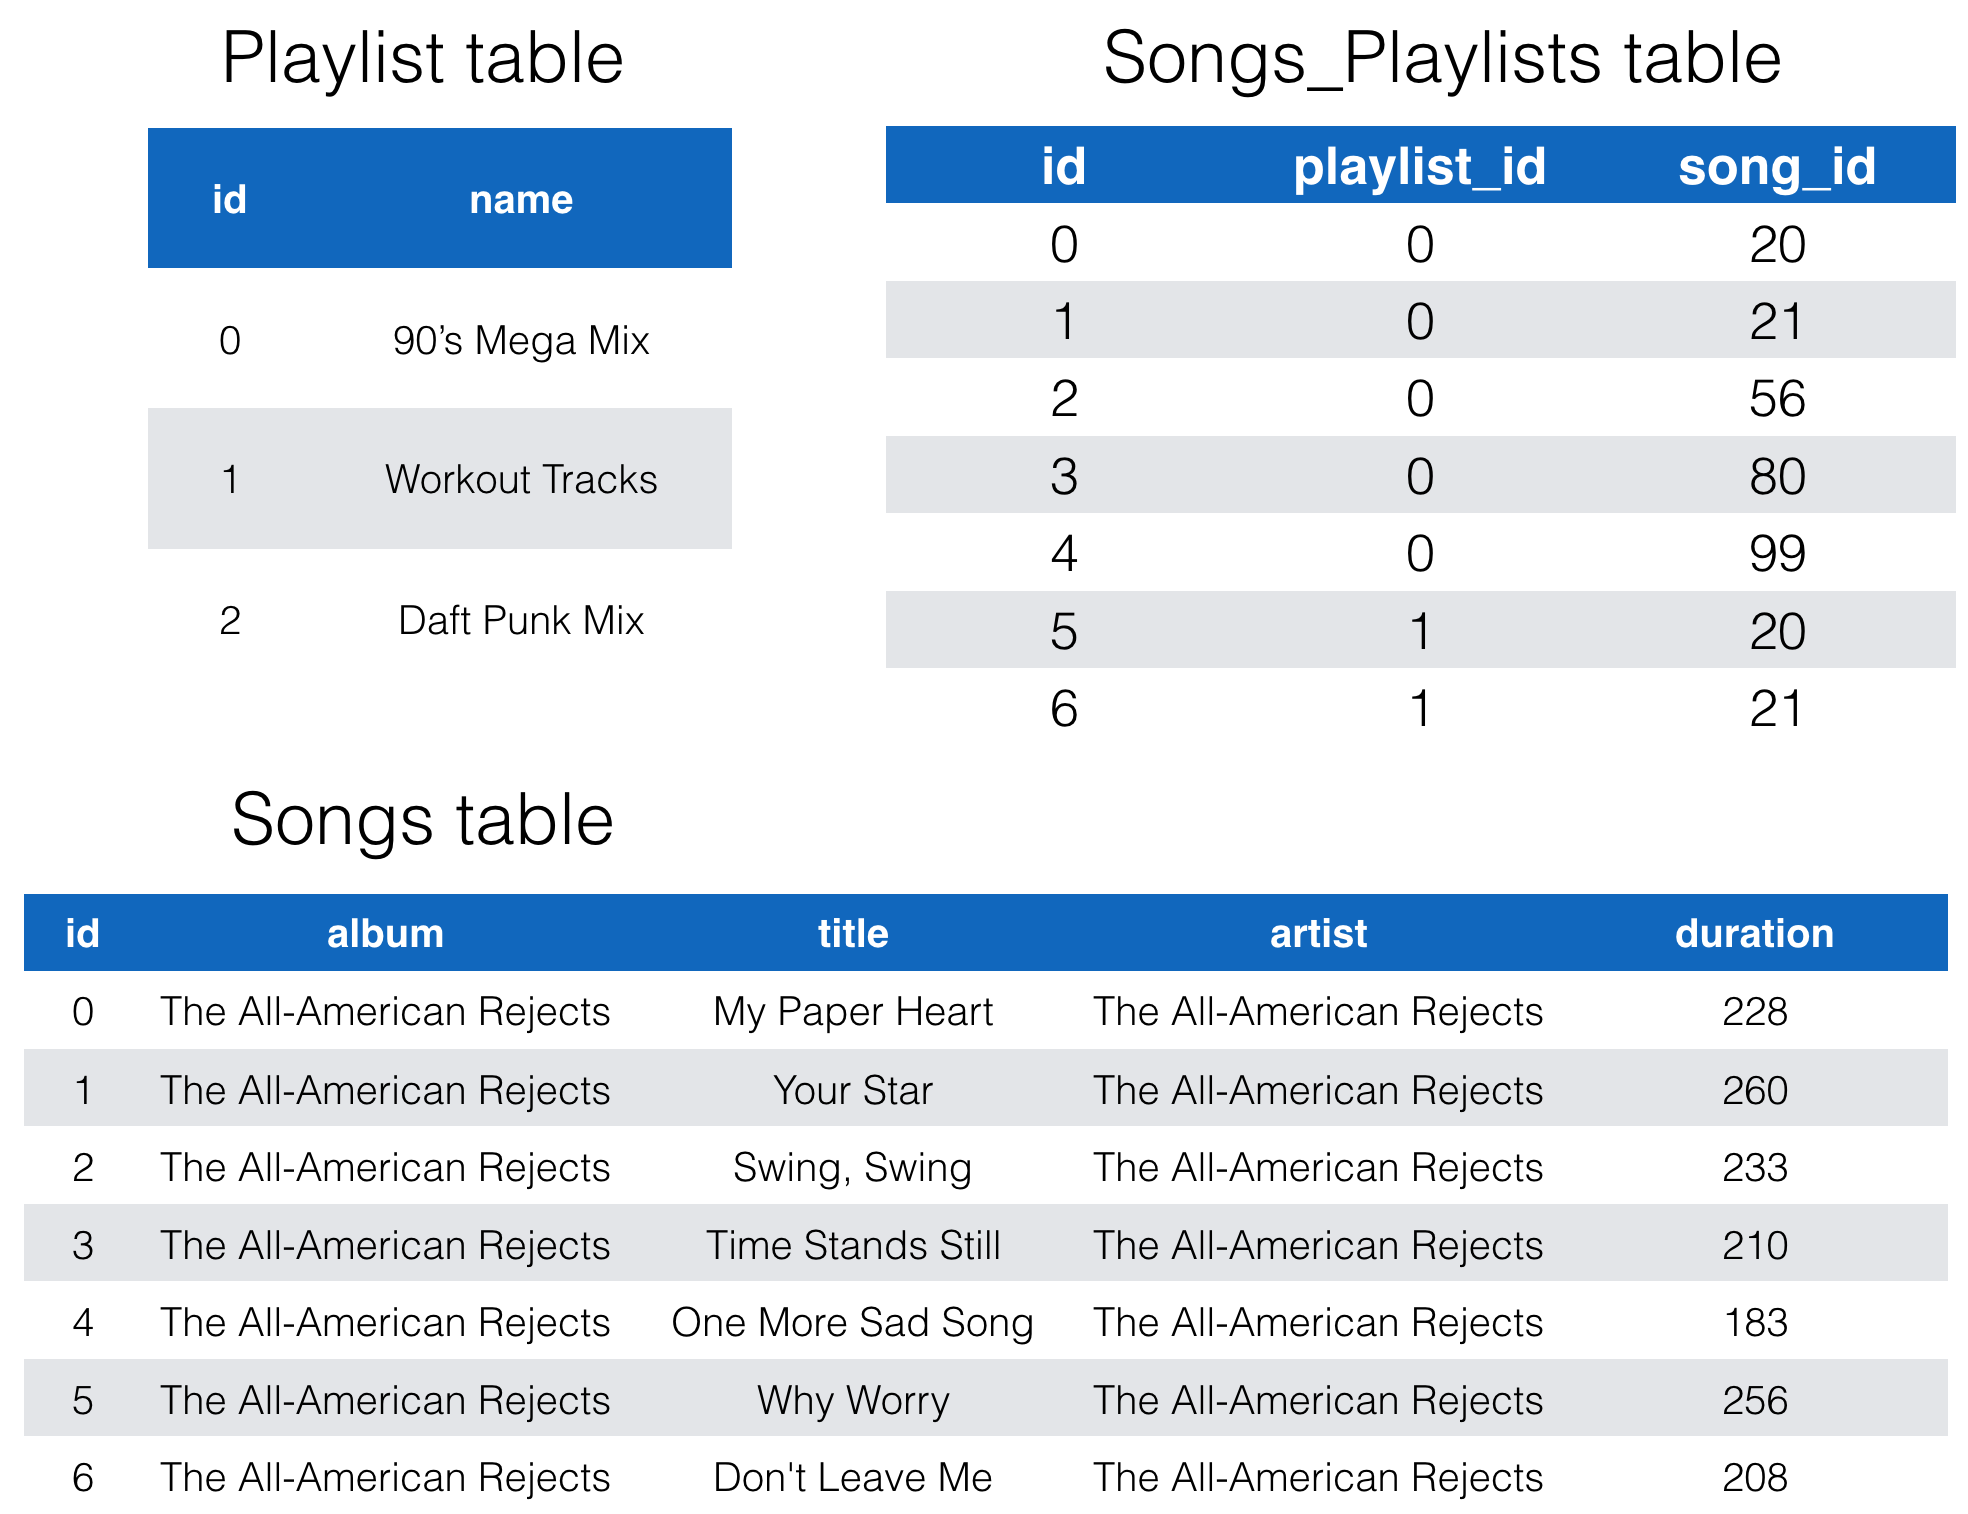 Playlist table
id name
0 90’s Mega Mix
1 Workout Tracks
2 Daft Punk Mix
Songs_Playlists table
id playlist_id song_id
0 0 20
1 0 21
2 0 56
3 0 80
4 0 99
5 1 20
6 1 21
Songs table
id album title artist duration
0 The All-American Rejects My Paper Heart The All-American Rejects 228
1 The All-American Rejects Your Star The All-American Rejects 260
2 The All-American Rejects Swing, Swing The All-American Rejects 233
3 The All-American Rejects Time Stands Still The All-American Rejects 210
4 The All-American Rejects One More Sad Song The All-American Rejects 183
5 The All-American Rejects Why Worry The All-American Rejects 256
6 The All-American Rejects Don't Leave Me The All-American Rejects 208